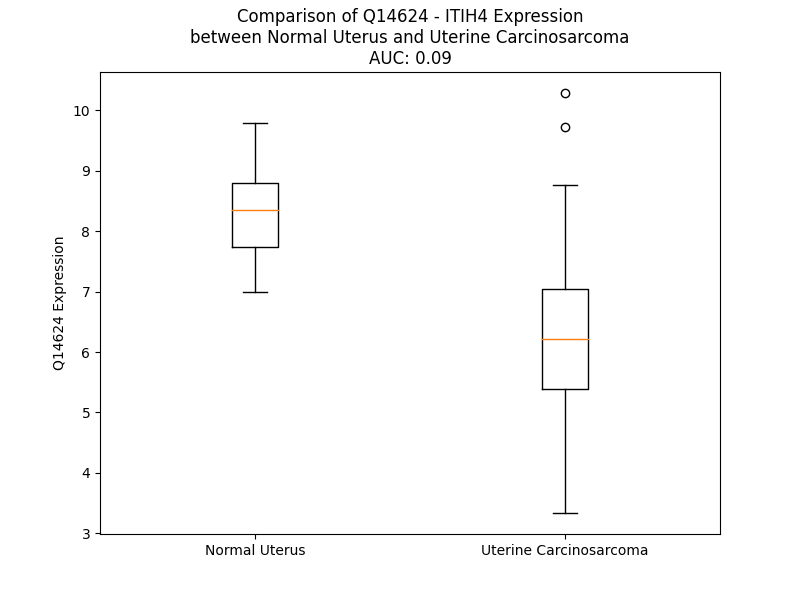 Comparison of Q14624 - ITIH4 Expression
between Normal Uterus and Uterine Carcinosarcoma
AUC: 0.09
10
9
8
7
6
5
4
3
Q14624 Expression
Normal Uterus
Uterine Carcinosarcoma